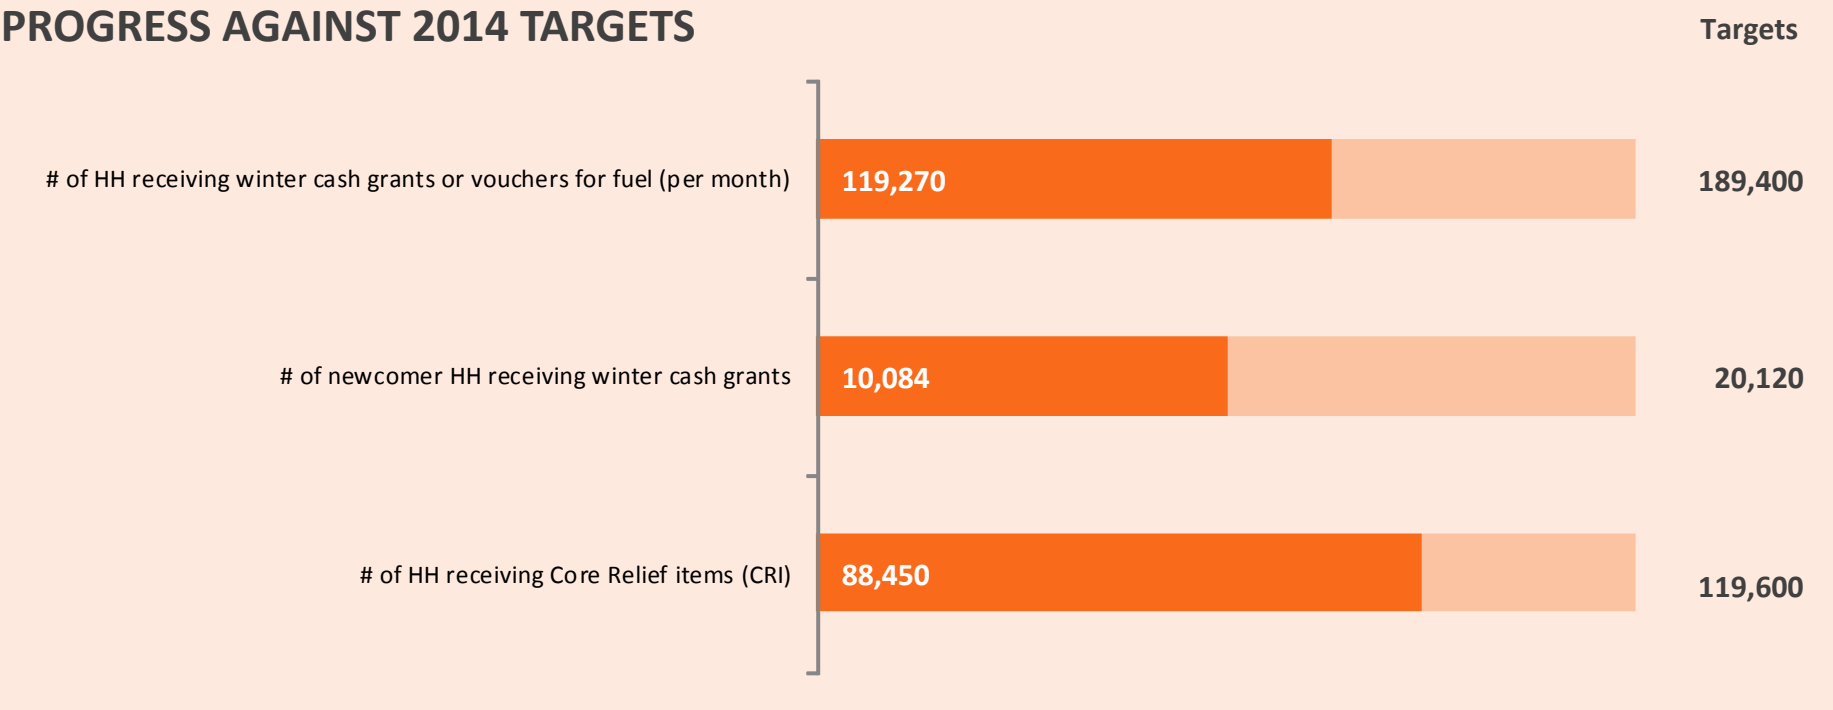 PROGRESS AGAINST 2014 TARGETS
Targets
# of HH receiving winter cash grants or vouchers for fuel (per month)
119,270
189,400
# of newcomer HH receiving winter cash grants
10,084
20,120
# of HH receiving Core Relief items (CRI)
88,450
119,600